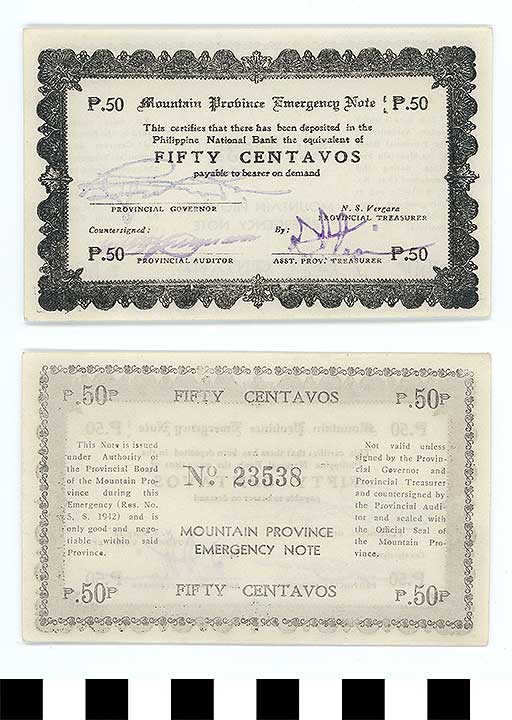 ₱.50 Mountain Province Emergency Note ₱.50
This certifies that there has been deposited in the
Philippine National Bank the equivalent of
FIFTY CENTAVOS
payable to bearer on demand
PROVINCIAL GOVERNOR
N. S. Vergara
PROVINCIAL TREASURER
Countersigned :
By :
₱.50
PROVINCIAL AUDITOR
ASST. PROV. TREASURER
₱.50
₱.50₱ FIFTY CENTAVOS ₱.50₱
This Note is issued
under Authority of
the Provincial Board
of the Mountain Pro-
vince during this
Emergency (Res. No.
5, S. 1942) and is
only good and nego-
tiable within said
Province.
No. 23538
MOUNTAIN PROVINCE
EMERGENCY NOTE
Not valid unless
signed by the Provin-
cial Governor and
Provincial Treasurer
and countersigned by
the Provincial Audi-
tor and sealed with
the Official Seal of
the Mountain Pro-
vince.
₱.50₱ FIFTY CENTAVOS ₱.50₱